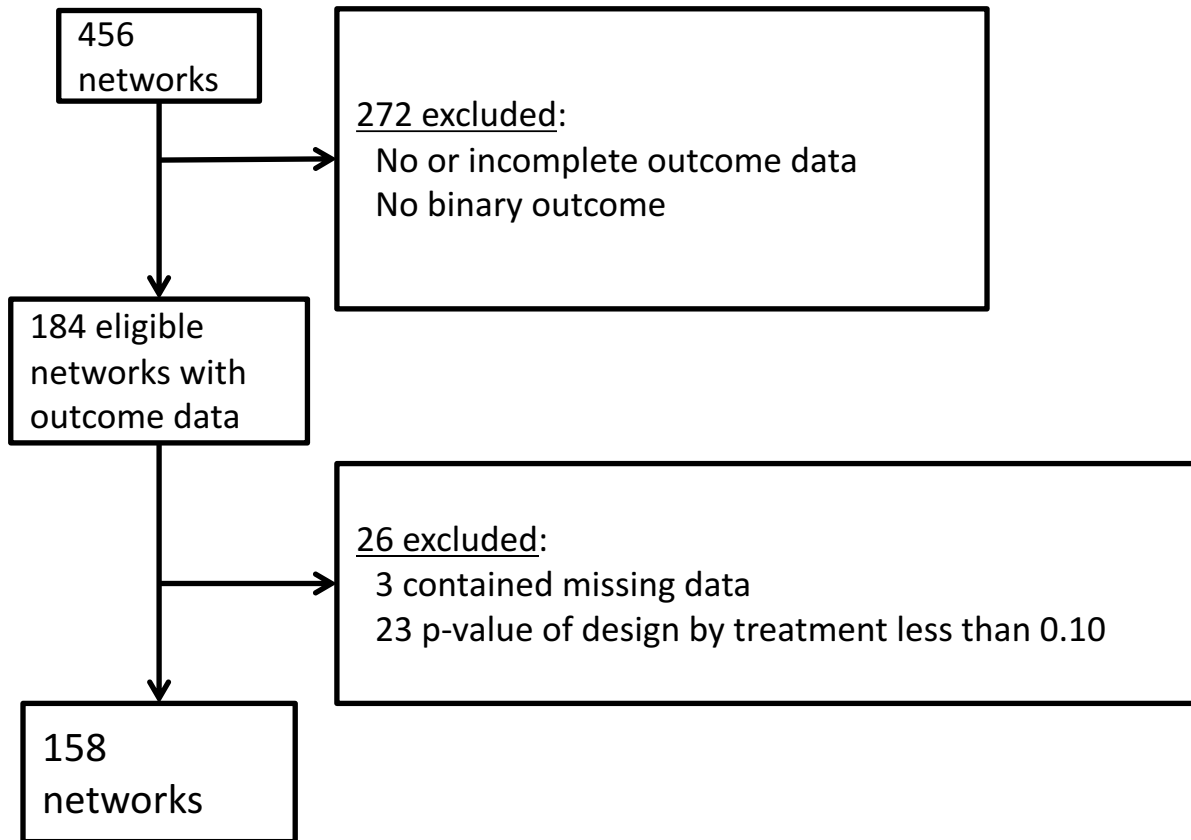 456
networks
272 excluded:
No or incomplete outcome data
No binary outcome
184 eligible
networks with
outcome data
26 excluded:
3 contained missing data
23 p-value of design by treatment less than 0.10
158
networks